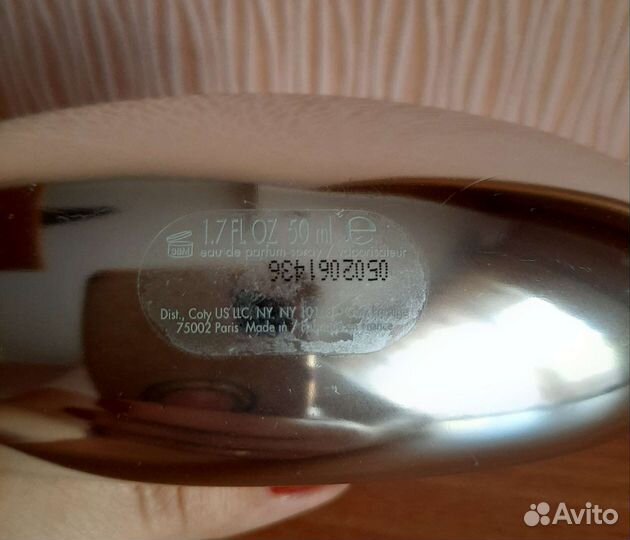 1.7 FL OZ 50 ml e
eau de parfum spray / vaporisateur
0502061436
Dist., Coty US LLC, NY, NY
75002 Paris Made in / France
Avito